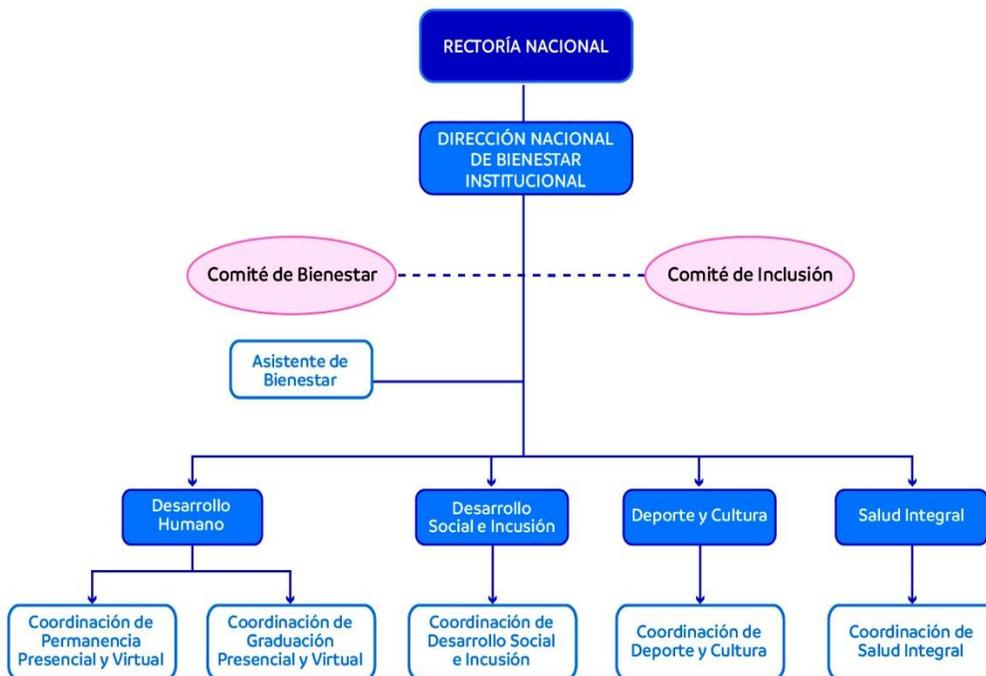 RECTORÍA NACIONAL
DIRECCIÓN NACIONAL
DE BIENESTAR
INSTITUCIONAL
Comité de Bienestar
Comité de Inclusión
Asistente de
Bienestar
Desarrollo
Humano
Desarrollo
Social e Incusión
Deporte y Cultura
Salud Integral
Coordinación de
Permanencia
Presencial y Virtual
Coordinación de
Graduación
Presencial y Virtual
Coordinación de
Desarrollo Social
e Incusión
Coordinación de
Deporte y Cultura
Coordinación de
Salud Integral